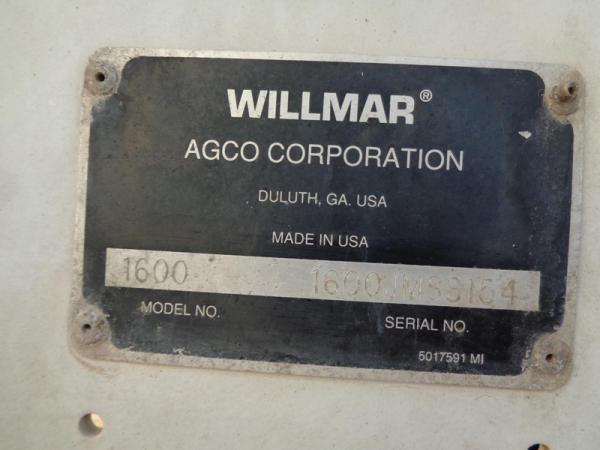 WILLMAR®
AGCO CORPORATION
DULUTH, GA. USA
MADE IN USA
1600
MODEL NO. SERIAL NO.
5017591 MI